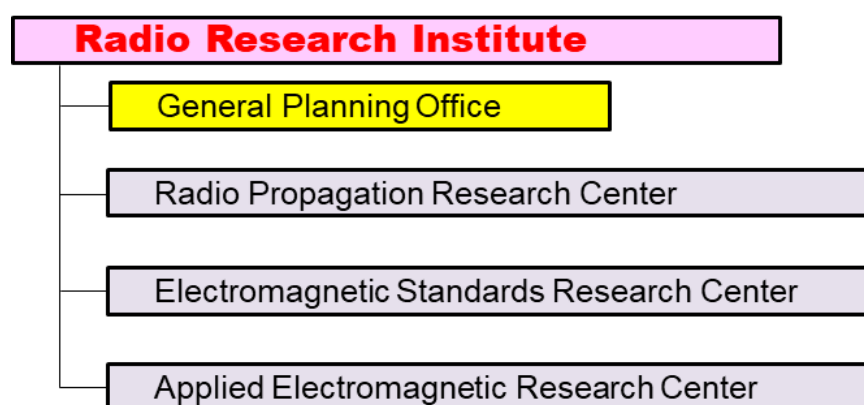 Radio Research Institute
General Planning Office
Radio Propagation Research Center
Electromagnetic Standards Research Center
Applied Electromagnetic Research Center